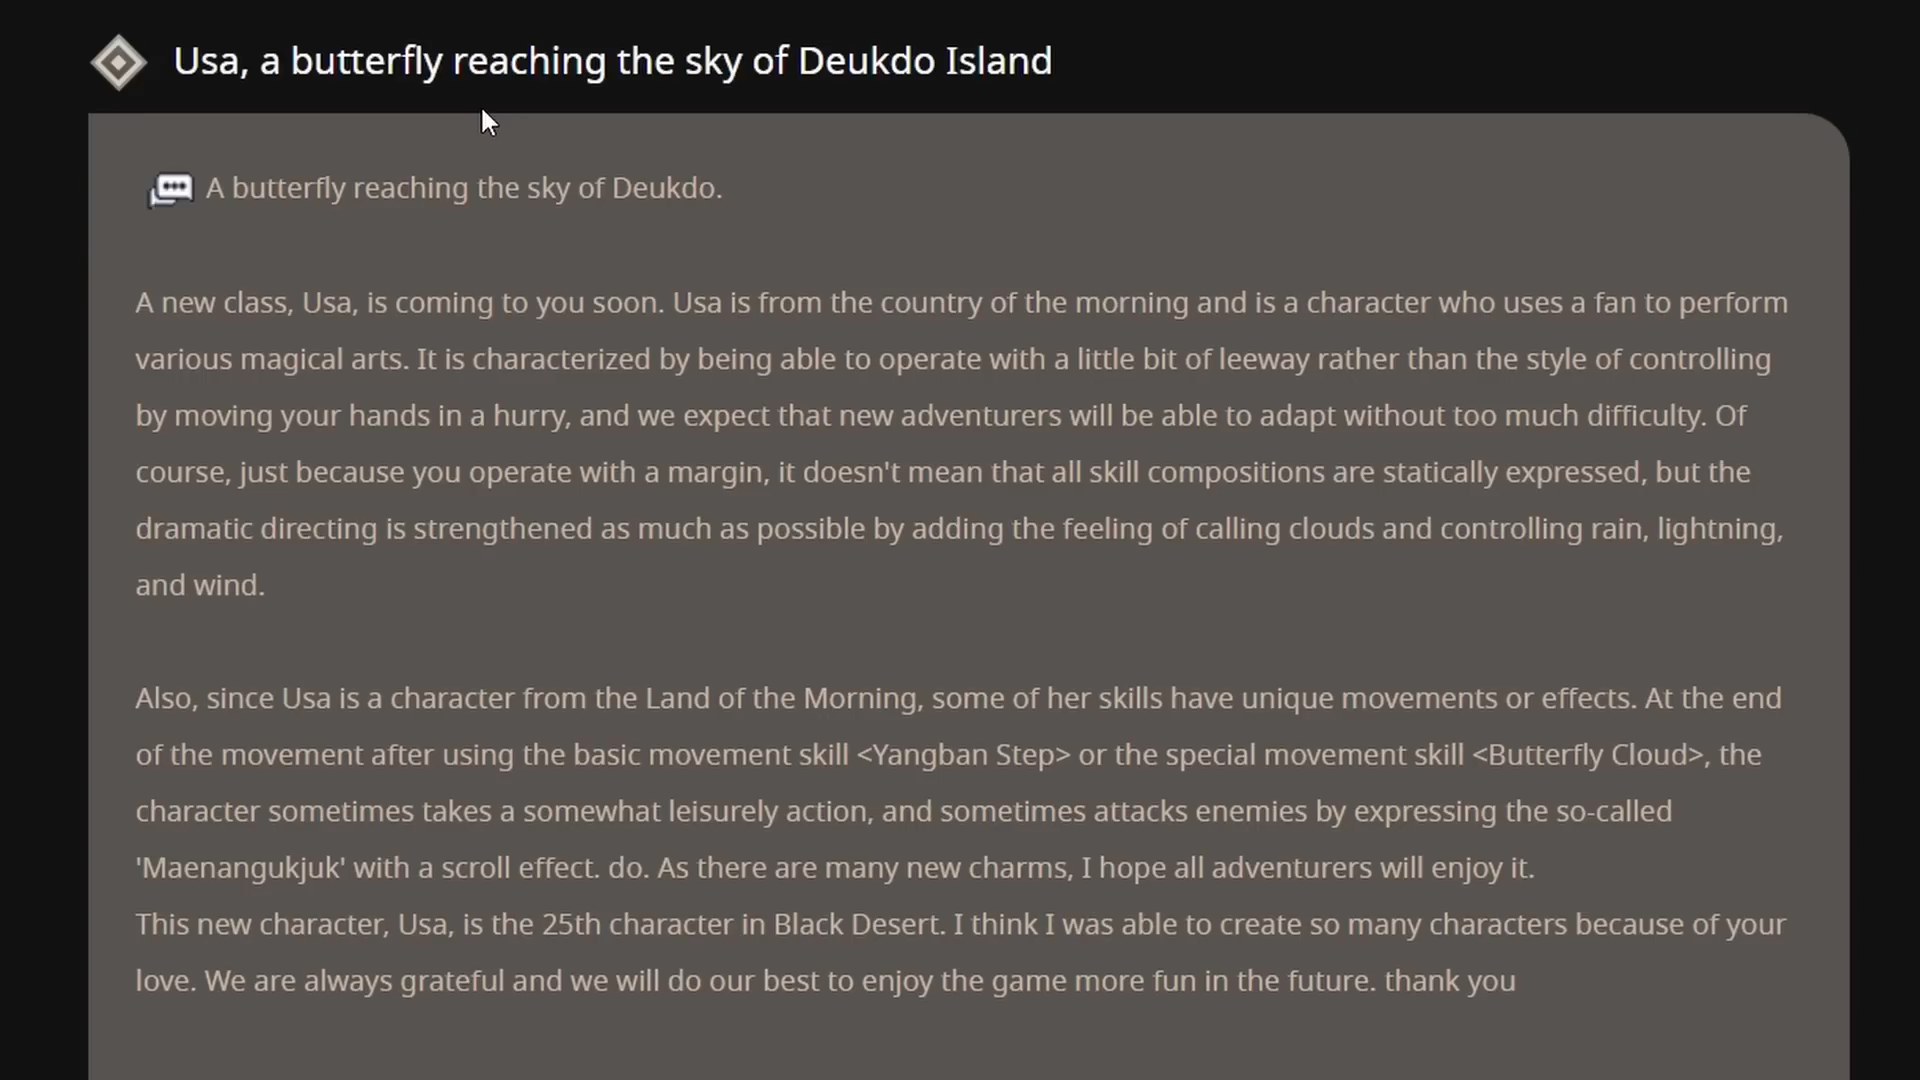 Usa, a butterfly reaching the sky of Deukdo Island
A butterfly reaching the sky of Deukdo.
A new class, Usa, is coming to you soon. Usa is from the country of the morning and is a character who uses a fan to perform
various magical arts. It is characterized by being able to operate with a little bit of leeway rather than the style of controlling
by moving your hands in a hurry, and we expect that new adventurers will be able to adapt without too much difficulty. Of
course, just because you operate with a margin, it doesn't mean that all skill compositions are statically expressed, but the
dramatic directing is strengthened as much as possible by adding the feeling of calling clouds and controlling rain, lightning,
and wind.
Also, since Usa is a character from the Land of the Morning, some of her skills have unique movements or effects. At the end
of the movement after using the basic movement skill <Yangban Step> or the special movement skill <Butterfly Cloud>, the
character sometimes takes a somewhat leisurely action, and sometimes attacks enemies by expressing the so-called
'Maenangukjuk' with a scroll effect. do. As there are many new charms, I hope all adventurers will enjoy it.
This new character, Usa, is the 25th character in Black Desert. I think I was able to create so many characters because of your
love. We are always grateful and we will do our best to enjoy the game more fun in the future. thank you